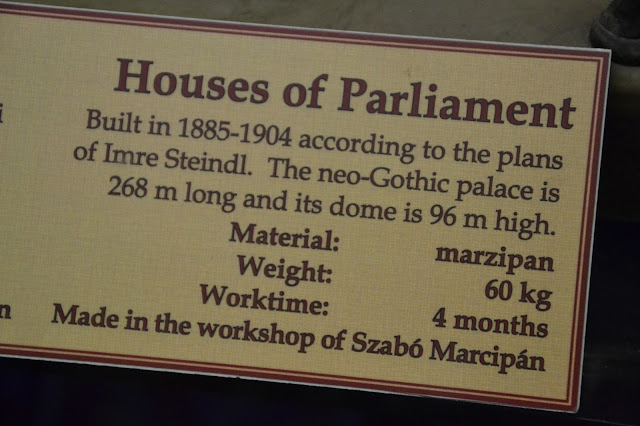 Houses of Parliament
Built in 1885-1904 according to the plans
of Imre Steindl. The neo-Gothic palace is
268 m long and its dome is 96 m high.
Material: marzipan
Weight: 60 kg
Worktime: 4 months
Made in the workshop of Szabó Marcipán